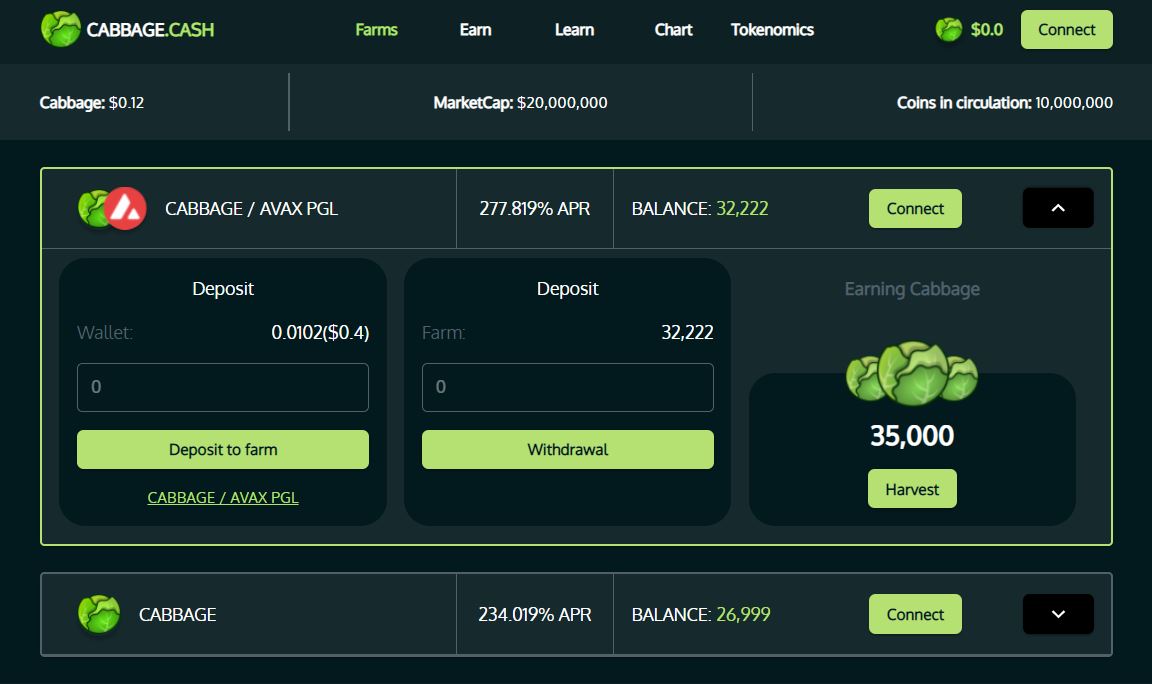 CABBAGE.CASH Farms Earn Learn Chart Tokenomics $0.0 Connect
Cabbage: $0.12 MarketCap: $20,000,000 Coins in circulation: 10,000,000
CABBAGE / AVAX PGL 277.819% APR BALANCE: 32,222 Connect
Deposit
Wallet: 0.0102($0.4)
0
Deposit to farm
CABBAGE / AVAX PGL
Deposit
Farm: 32,222
0
Withdrawal
Earning Cabbage
35,000
Harvest
CABBAGE 234.019% APR BALANCE: 26,999 Connect